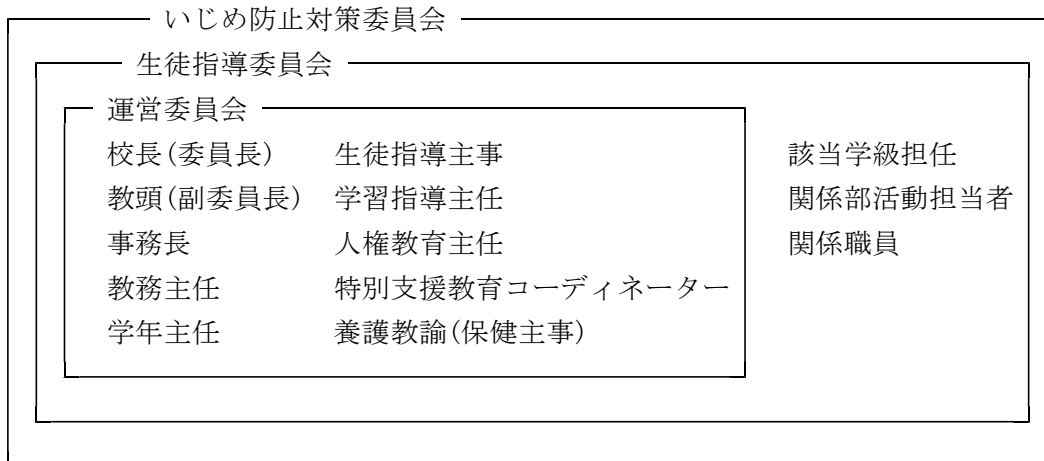 いじめ防止対策委員会
生徒指導委員会
運営委員会
校長(委員長) 生徒指導主事 該当学級担任
教頭(副委員長) 学習指導主任 関係部活動担当者
事務長 人権教育主任 関係職員
教務主任 特別支援教育コーディネーター
学年主任 養護教諭(保健主事)